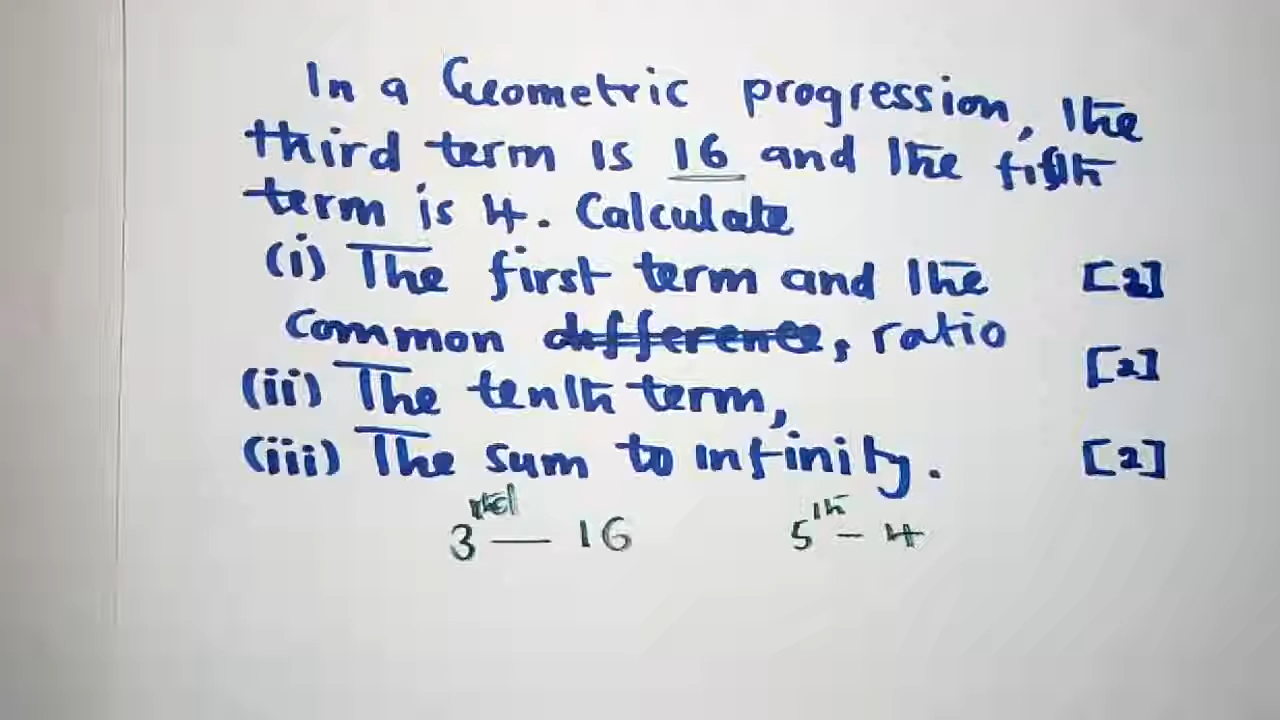 In a Geometric progression, the
third term is 16 and the fifth
term is 4. Calculate
(i) The first term and the [2]
common difference, ratio
(ii) The tenth term, [2]
(iii) The sum to infinity. [2]
3rd — 16 5th - 4